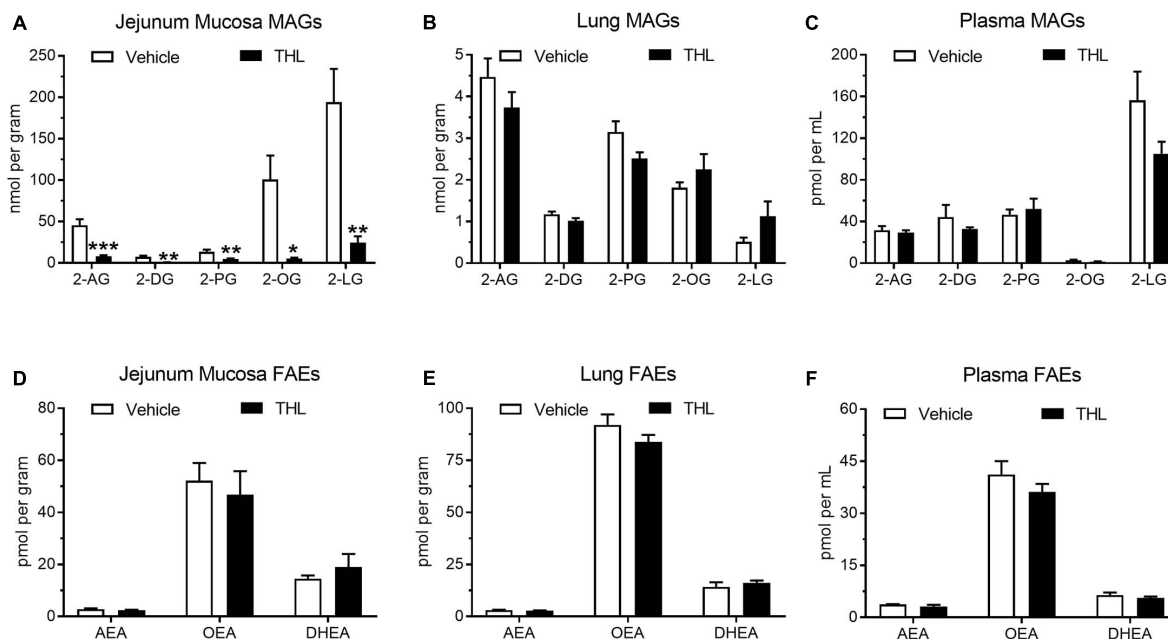 A Jejunum Mucosa MAGs
Vehicle THL
nmol per gram
250
200
150
100
50
0
*** ** ** * **
2-AG 2-DG 2-PG 2-OG 2-LG
B Lung MAGs
Vehicle THL
nmol per gram
5
4
3
2
1
0
2-AG 2-DG 2-PG 2-OG 2-LG
C Plasma MAGs
Vehicle THL
pmol per mL
200
160
120
80
40
0
2-AG 2-DG 2-PG 2-OG 2-LG
D Jejunum Mucosa FAEs
Vehicle THL
pmol per gram
80
60
40
20
0
AEA OEA DHEA
E Lung FAEs
Vehicle THL
pmol per gram
100
75
50
25
0
AEA OEA DHEA
F Plasma FAEs
Vehicle THL
pmol per mL
60
45
30
15
0
AEA OEA DHEA